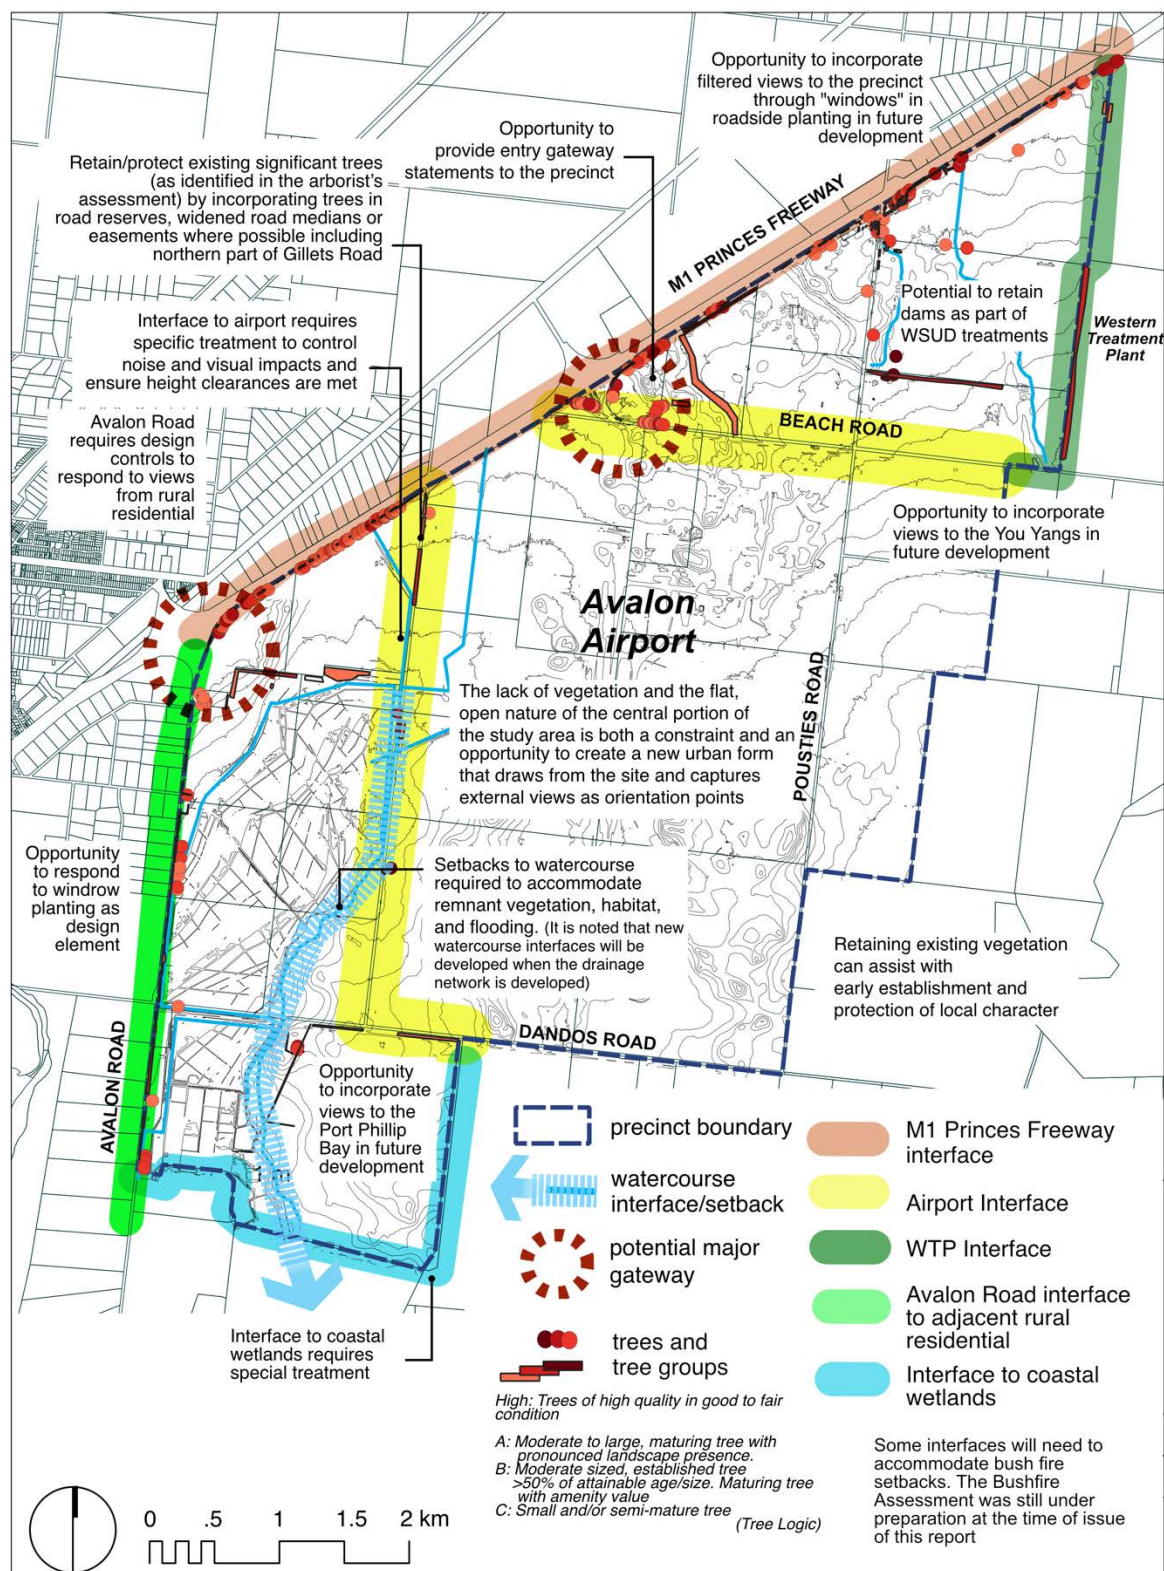 Opportunity to incorporate
filtered views to the precinct
through "windows" in
roadside planting in future
development
Opportunity to
provide entry gateway
statements to the precinct
Retain/protect existing significant trees
(as identified in the arborist's
assessment) by incorporating trees in
road reserves, widened road medians or
easements where possible including
northern part of Gillets Road
M1 PRINCES FREEWAY
Interface to airport requires
specific treatment to control
noise and visual impacts and
ensure height clearances are met
Potential to retain
dams as part of
WSUD treatments
Western
Treatment
Plant
Avalon Road
requires design
controls to
respond to views
from rural
residential
BEACH ROAD
Opportunity to incorporate
views to the You Yangs in
future development
Avalon
Airport
The lack of vegetation and the flat,
open nature of the central portion of
the study area is both a constraint and an
opportunity to create a new urban form
that draws from the site and captures
external views as orientation points
POUSTIES ROAD
Opportunity
to respond
to windrow
planting as
design
element
Setbacks to watercourse
required to accommodate
remnant vegetation, habitat,
and flooding. (It is noted that new
watercourse interfaces will be
developed when the drainage
network is developed)
Retaining existing vegetation
can assist with
early establishment and
protection of local character
AVALON ROAD
DANDOS ROAD
Opportunity
to incorporate
views to the
Port Phillip
Bay in future
development
Interface to coastal
wetlands requires
special treatment
precinct boundary
watercourse
interface/setback
potential major
gateway
trees and
tree groups
High: Trees of high quality in good to fair
condition
A: Moderate to large, maturing tree with
pronounced landscape presence.
B: Moderate sized, established tree
>50% of attainable age/size. Maturing tree
with amenity value
C: Small and/or semi-mature tree
(Tree Logic)
M1 Princes Freeway
interface
Airport Interface
WTP Interface
Avalon Road interface
to adjacent rural
residential
Interface to coastal
wetlands
Some interfaces will need to
accommodate bush fire
setbacks. The Bushfire
Assessment was still under
preparation at the time of issue
of this report
0 .5 1 1.5 2 km